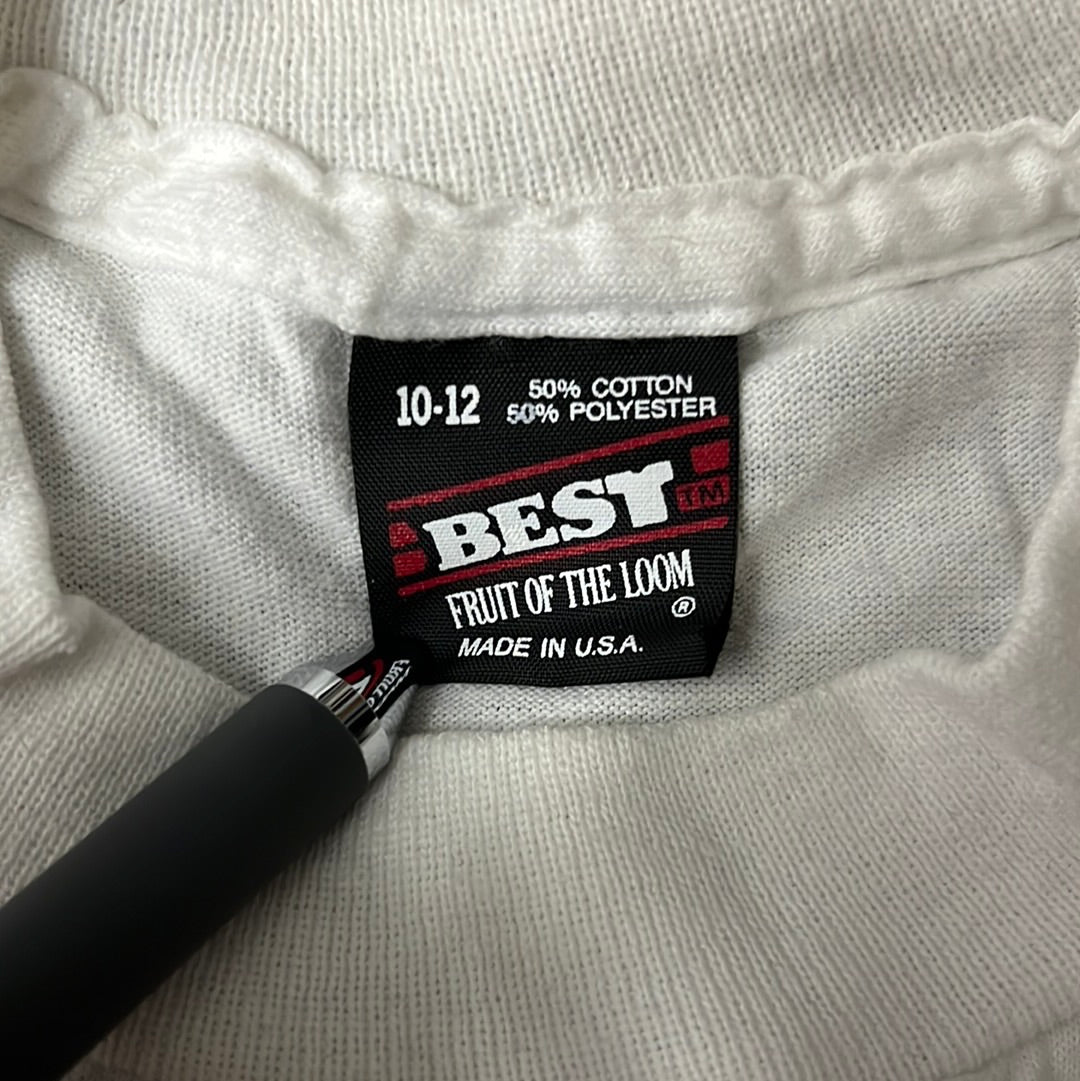 10-12
50% COTTON
50% POLYESTER
BEST TM
FRUIT OF THE LOOM
®
MADE IN U.S.A.